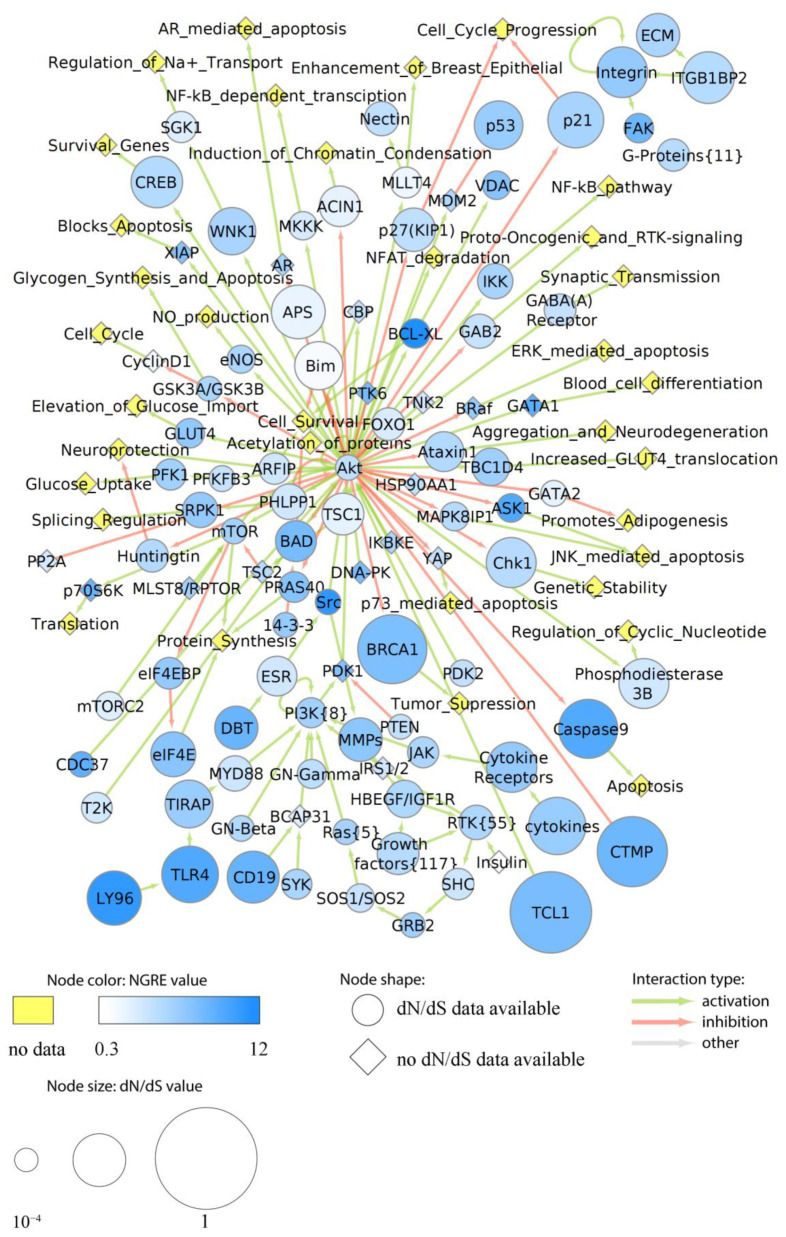 AR_mediated_apoptosis
Cell_Cycle_Progression
ECM
Regulation_of_Na+_Transport
Enhancement_of_Breast_Epithelial
Integrin
ITGB1BP2
NF-kB_dependent_transciption
Nectin
p53
p21
FAK
SGK1
Survival_Genes
Induction_of_Chromatin_Condensation
G-Proteins{11}
CREB
MLLT4
VDAC
NF-kB_pathway
ACIN1
MDM2
Blocks_Apoptosis
WNK1
MKKK
p27(KIP1)
Proto-Oncogenic_and_RTK-signaling
XIAP
AR
NFAT_degradation
Glycogen_Synthesis_and_Apoptosis
IKK
Synaptic_Transmission
GABA(A)
Receptor
NO_production
APS
CBP
Cell_Cycle
BCL-XL
GAB2
CyclinD1
eNOS
Bim
ERK_mediated_apoptosis
GSK3A/GSK3B
PTK6
TNK2
Blood_cell_differentiation
Elevation_of_Glucose_Import
BRaf
GATA1
Cell_Survival
FOXO1
GLUT4
Aggregation_and_Neurodegeneration
Neuroprotection
Acetylation_of_proteins
Ataxin1
Increased_GLUT4_translocation
PFK1
PFKFB3
ARFIP
Akt
TBC1D4
Glucose_Uptake
HSP90AA1
GATA2
PHLPP1
Splicing_Regulation
SRPK1
TSC1
MAPK8IP1
ASK1
Promotes_Adipogenesis
mTOR
BAD
IKBKE
PP2A
Huntingtin
YAP
Chk1
JNK_mediated_apoptosis
TSC2
DNA-PK
p70S6K
MLST8/RPTOR
PRAS40
Genetic_Stability
Src
p73_mediated_apoptosis
Translation
14-3-3
Protein_Synthesis
BRCA1
Regulation_of_Cyclic_Nucleotide
eIF4EBP
ESR
PDK1
PDK2
Phosphodiesterase
3B
mTORC2
PI3K{8}
Tumor_Supression
DBT
PTEN
Caspase9
eIF4E
MMPs
JAK
CDC37
MYD88
GN-Gamma
IRS1/2
Cytokine
Receptors
Apoptosis
T2K
TIRAP
BCAP31
HBEGF/IGF1R
GN-Beta
Ras{5}
RTK{55}
cytokines
Growth
factors{117}
CTMP
Insulin
TLR4
CD19
SYK
SHC
LY96
SOS1/SOS2
TCL1
GRB2
Node color: NGRE value
no data
0.3
12
Node shape:
dN/dS data available
no dN/dS data available
Interaction type:
activation
inhibition
other
Node size: dN/dS value
10⁻⁴
1